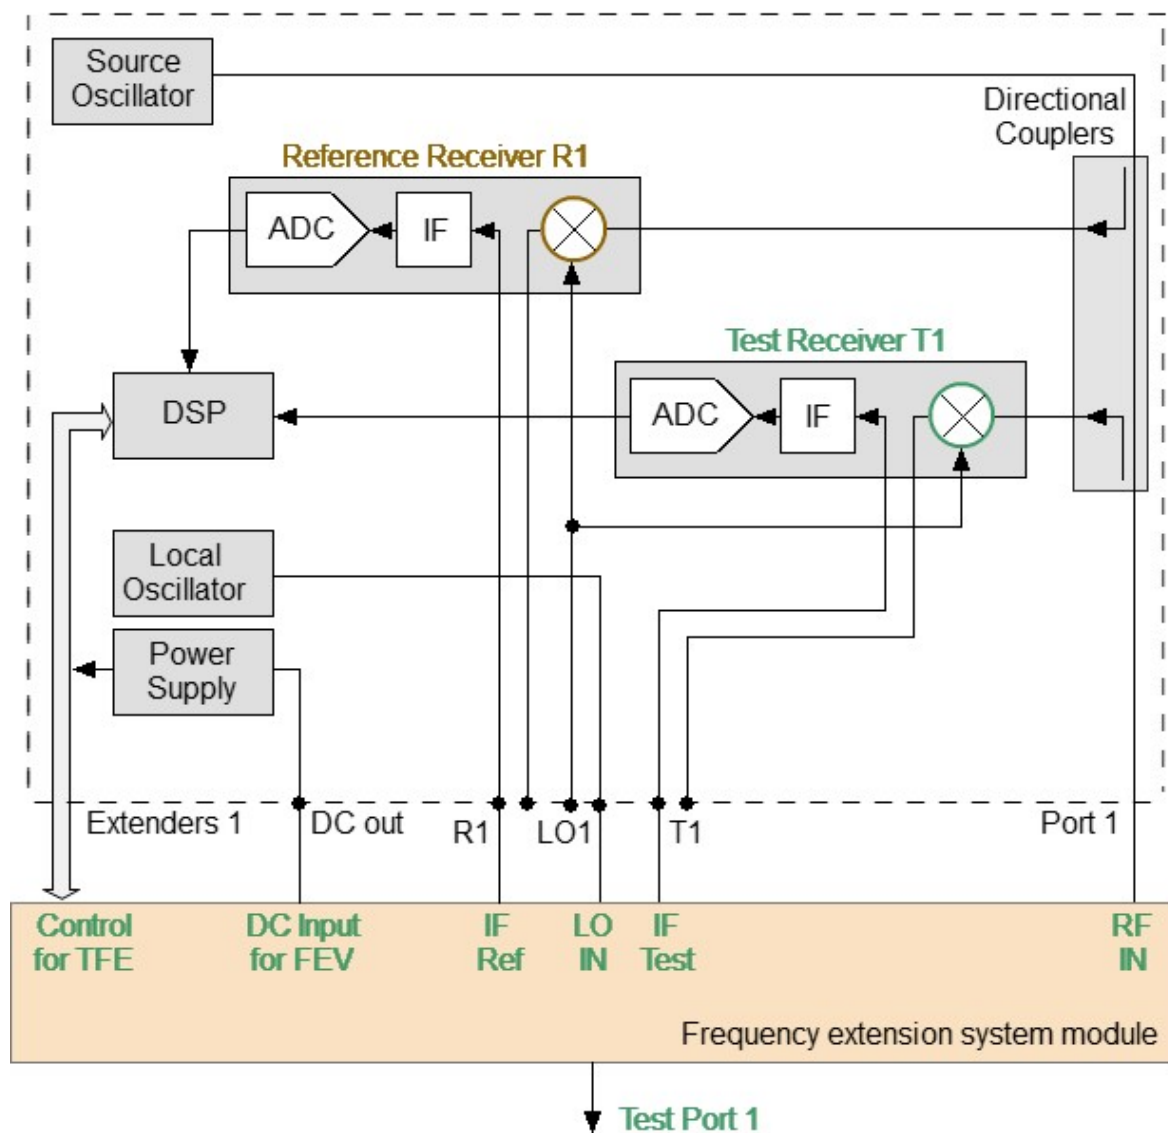 Source
Oscillator
Directional
Couplers
Reference Receiver R1
ADC
IF
Test Receiver T1
DSP
ADC
IF
Local
Oscillator
Power
Supply
Extenders 1
DC out
R1
LO1
T1
Port 1
Control
for TFE
DC Input
for FEV
IF
Ref
LO
IN
IF
Test
RF
IN
Frequency extension system module
Test Port 1